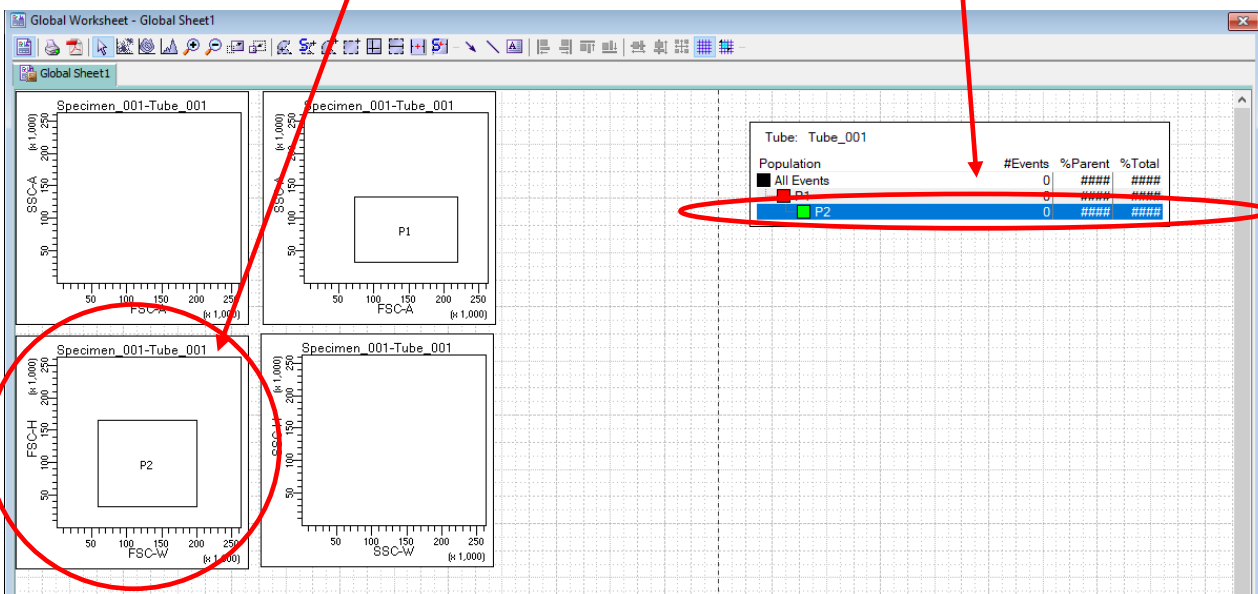 Global Worksheet - Global Sheet1
Global Sheet1
Specimen_001-Tube_001
SSC-A
(x 1,000)
50 100 150 200 250
50 100 150 200 250
FSC-A
(x 1,000)
Specimen_001-Tube_001
SSC-A
(x 1,000)
50 100 150 200 250
P1
50 100 150 200 250
FSC-A
(x 1,000)
Tube: Tube_001
Population #Events %Parent %Total
All Events 0 #### ####
P1 0 #### ####
P2 0 #### ####
Specimen_001-Tube_001
FSC-H
(x 1,000)
50 100 150 200 250
P2
50 100 150 200 250
FSC-W
(x 1,000)
Specimen_001-Tube_001
SSC-H
(x 1,000)
50 100 150 200 250
50 100 150 200 250
SSC-W
(x 1,000)